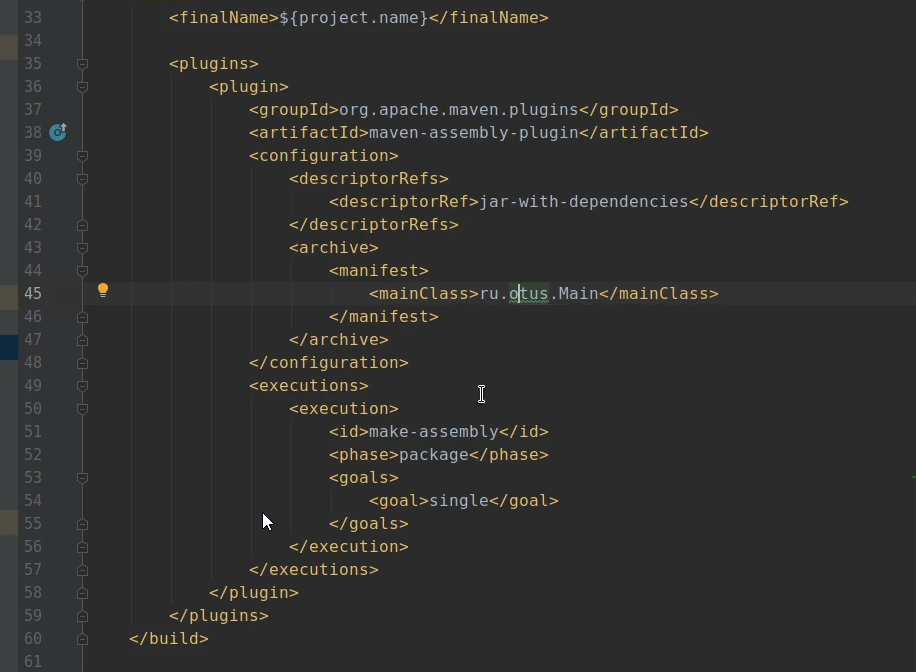 33 <finalName>${project.name}</finalName>
34
35 <plugins>
36 <plugin>
37 <groupId>org.apache.maven.plugins</groupId>
38 <artifactId>maven-assembly-plugin</artifactId>
39 <configuration>
40 <descriptorRefs>
41 <descriptorRef>jar-with-dependencies</descriptorRef>
42 </descriptorRefs>
43 <archive>
44 <manifest>
45 <mainClass>ru.otus.Main</mainClass>
46 </manifest>
47 </archive>
48 </configuration>
49 <executions>
50 <execution>
51 <id>make-assembly</id>
52 <phase>package</phase>
53 <goals>
54 <goal>single</goal>
55 </goals>
56 </execution>
57 </executions>
58 </plugin>
59 </plugins>
60 </build>
61